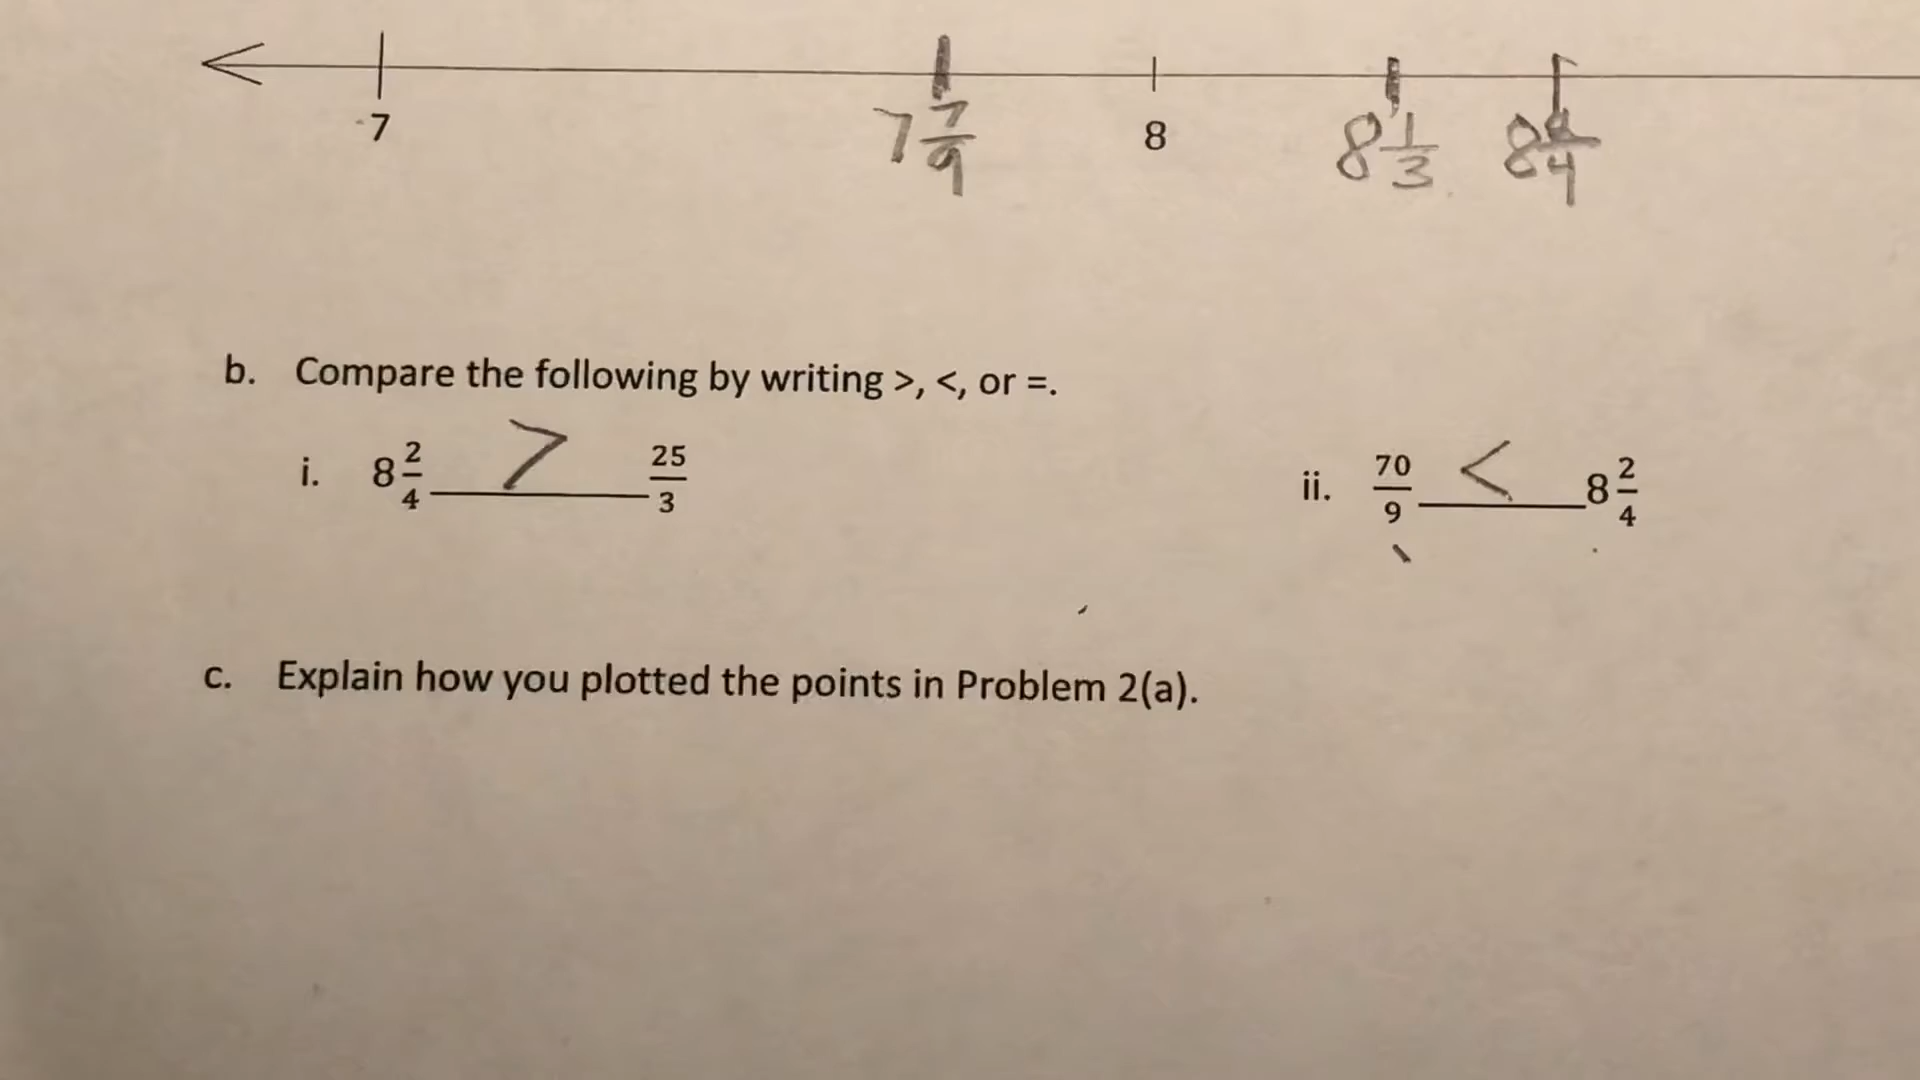 7 7 7/9 8 8 1/3 8 2/4
b. Compare the following by writing >, <, or =.
i. 8 2/4 > 25/3 ii. 70/9 < 8 2/4
c. Explain how you plotted the points in Problem 2(a).